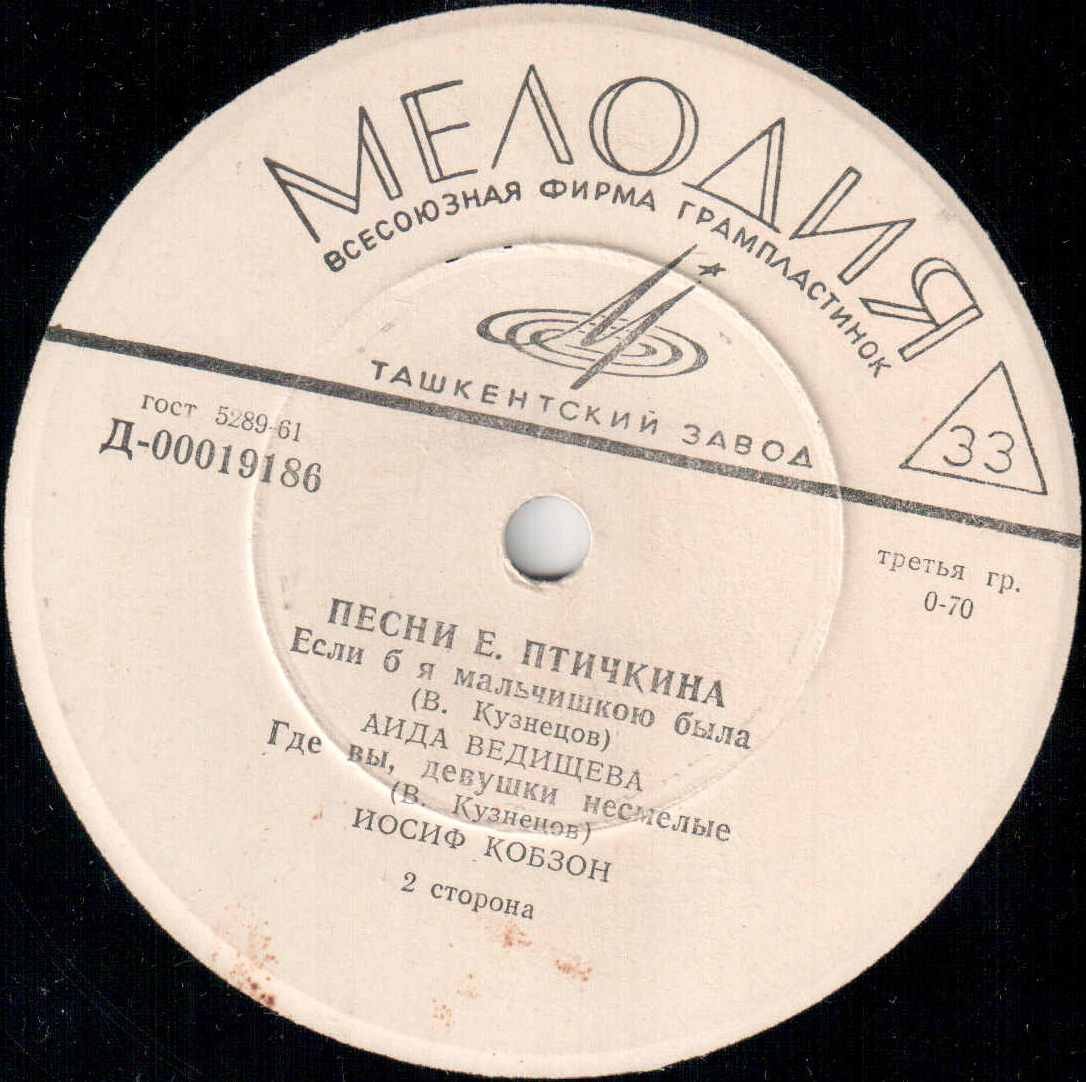 МЕЛОДИЯ
ВСЕСОЮЗНАЯ ФИРМА ГРАМПЛАСТИНОК
ТАШКЕНТСКИЙ ЗАВОД
33
гост 5289-61
Д-00019186
третья гр.
0-70
ПЕСНИ Е. ПТИЧКИНА
Если б я мальчишкою была
(В. Кузнецов)
АИДА ВЕДИЩЕВА
Где вы, девушки несмелые
(В. Кузнецов)
ИОСИФ КОБЗОН
2 сторона